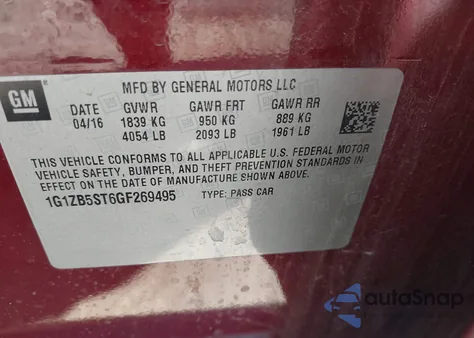 GM
MFD BY GENERAL MOTORS LLC
DATE GVWR GAWR FRT GAWR RR
04/16 1839 KG 950 KG 889 KG
4054 LB 2093 LB 1961 LB
THIS VEHICLE CONFORMS TO ALL APPLICABLE U.S. FEDERAL MOTOR
VEHICLE SAFETY, BUMPER, AND THEFT PREVENTION STANDARDS IN
EFFECT ON THE DATE OF MANUFACTURE SHOWN ABOVE.
1G1ZB5ST6GF269495 TYPE: PASS CAR
autoSnap